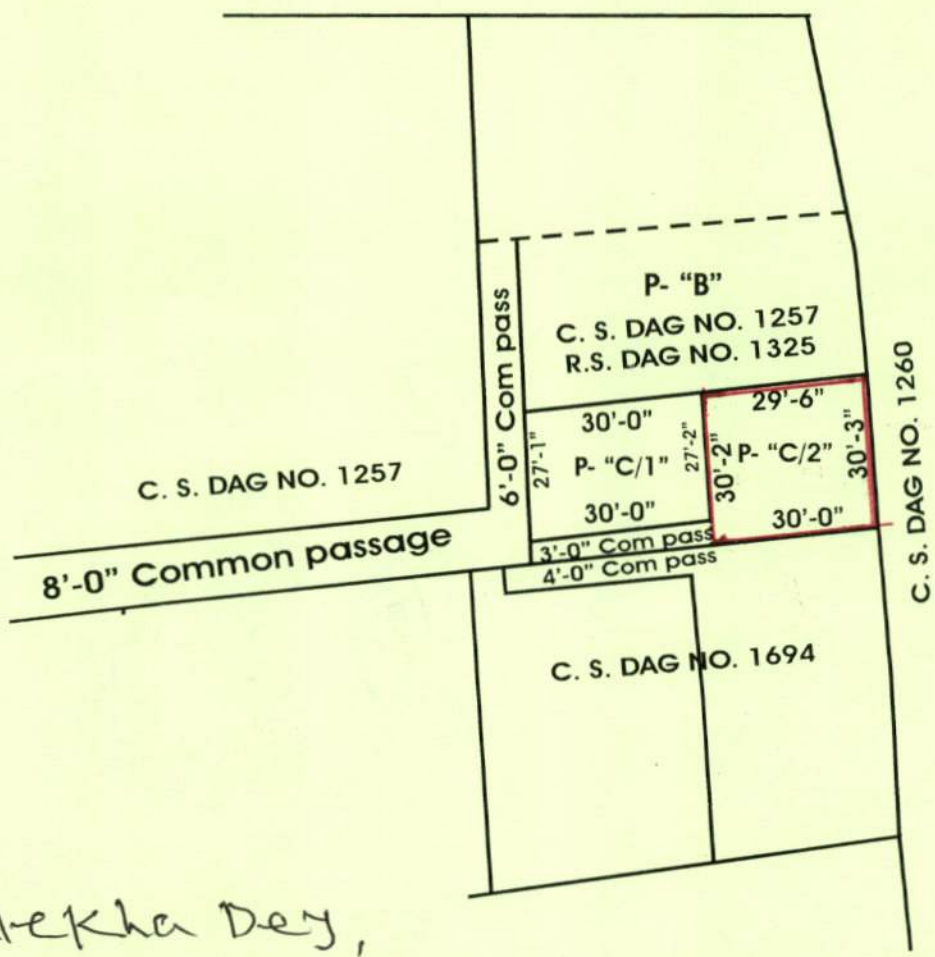 P- “B”
C. S. DAG NO. 1257
R.S. DAG NO. 1325
6'-0" Com pass
C. S. DAG NO. 1260
30'-0"
27'-1"
P- “C/1”
27'-2"
30'-0"
29'-6"
30'-2"
P- “C/2”
30'-3"
30'-0"
C. S. DAG NO. 1257
8'-0" Common passage
3'-0" Com pass
4'-0" Com pass
C. S. DAG NO. 1694
Dey,